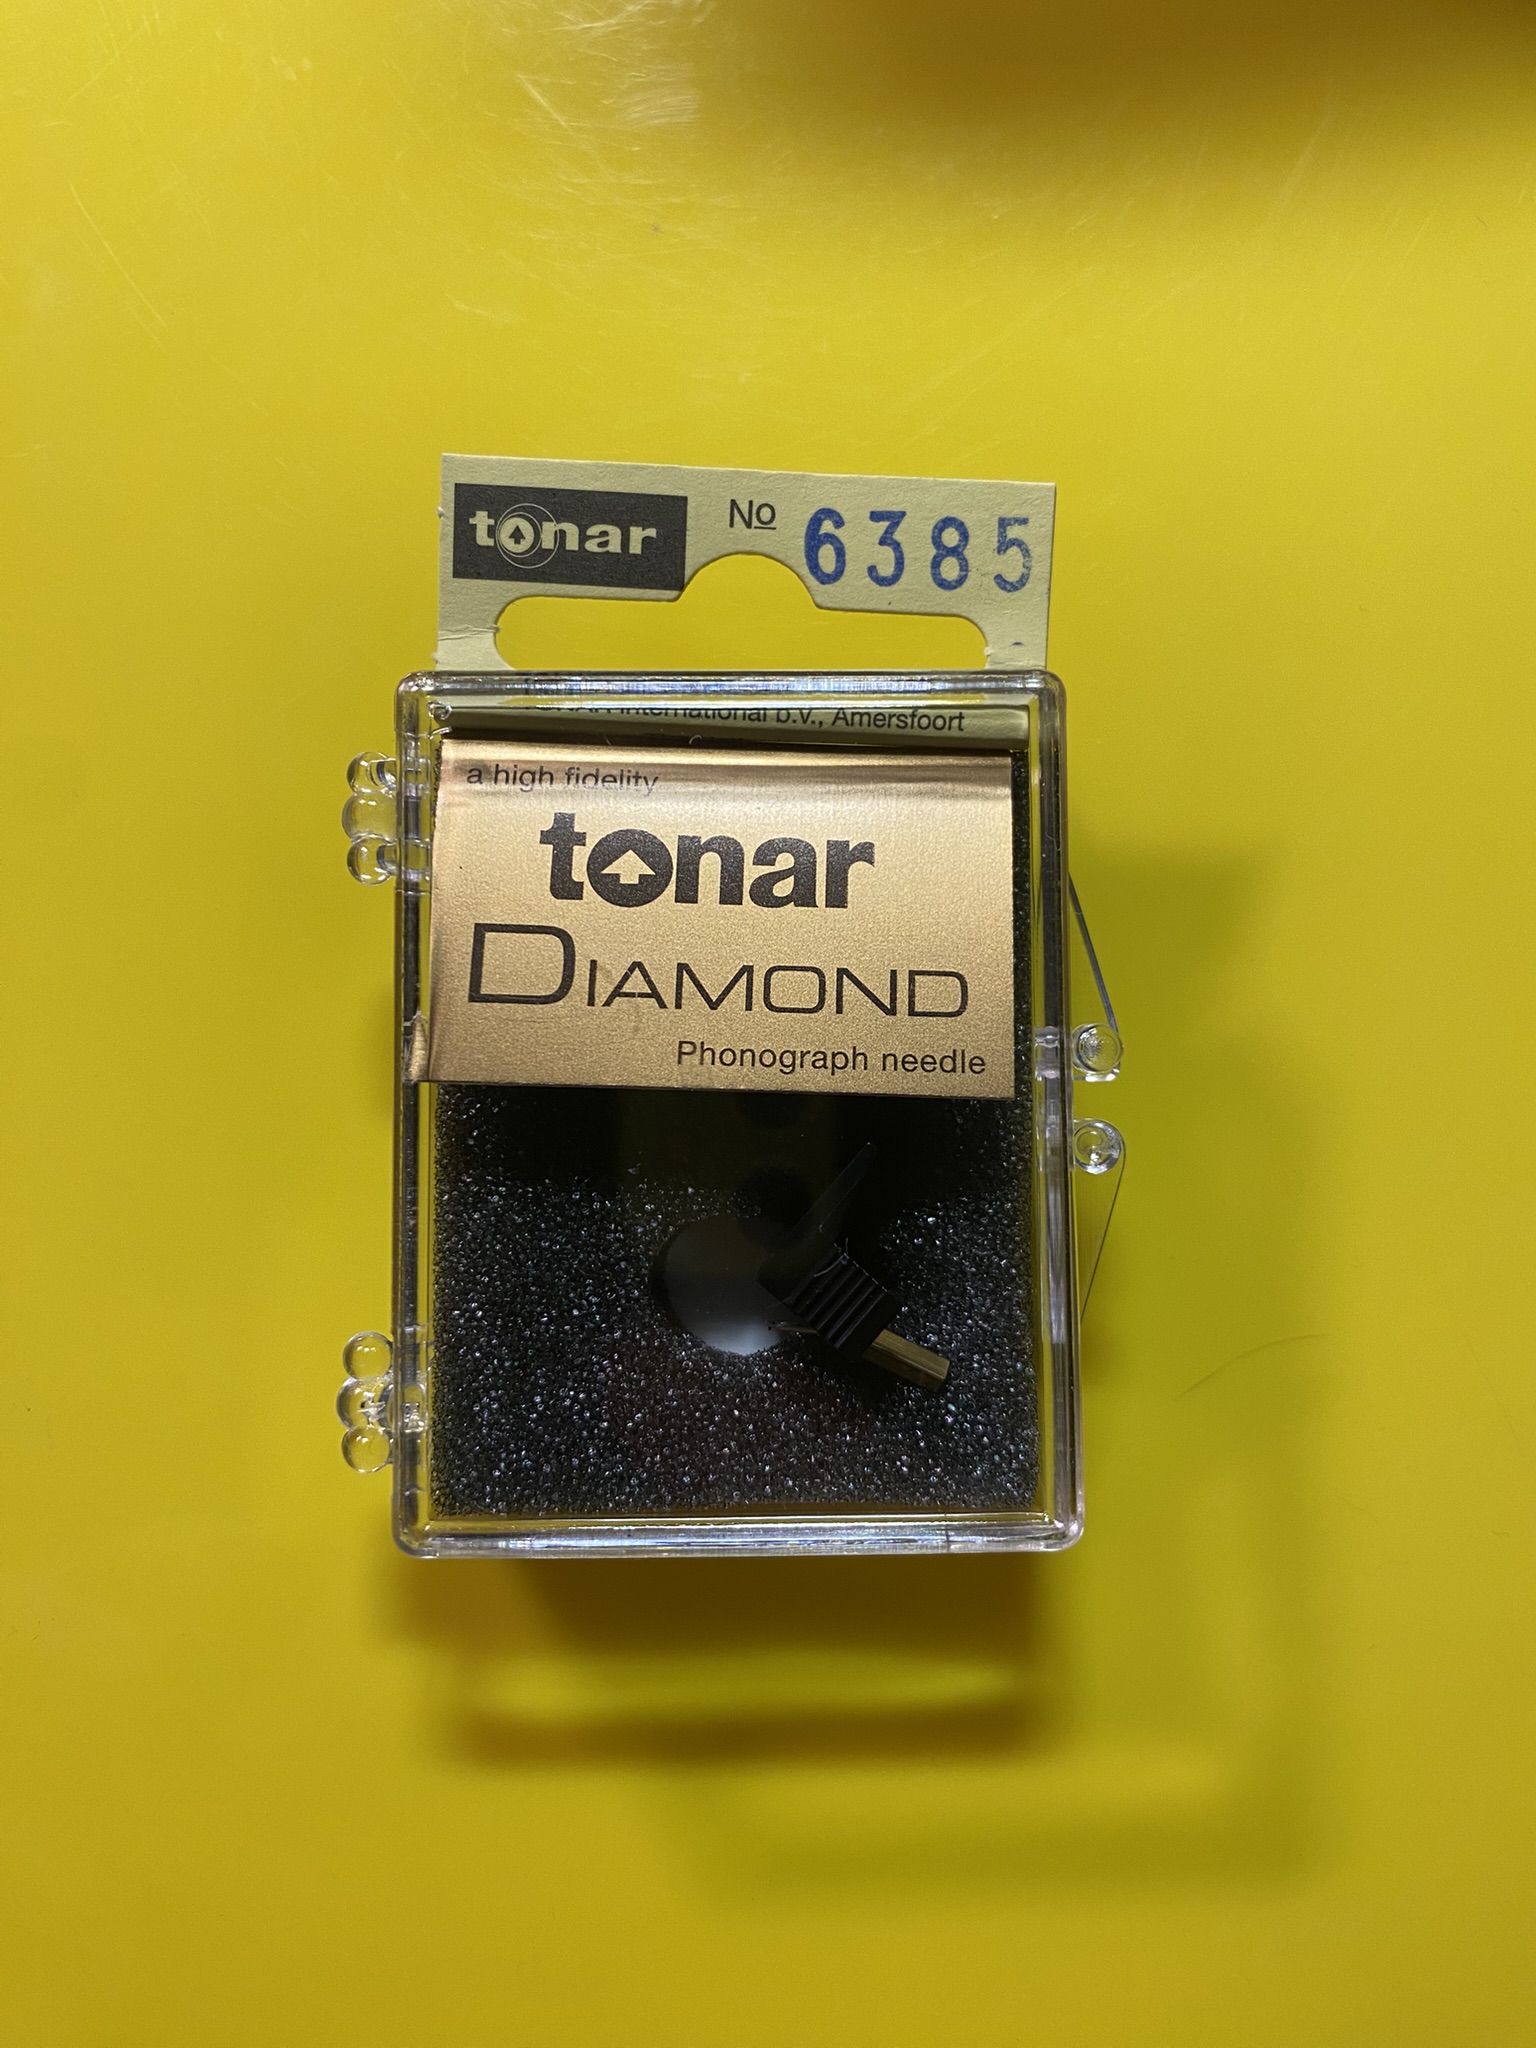 tonar
No 6385
International b.v., Amersfoort
a high fidelity
tonar
DIAMOND
Phonograph needle